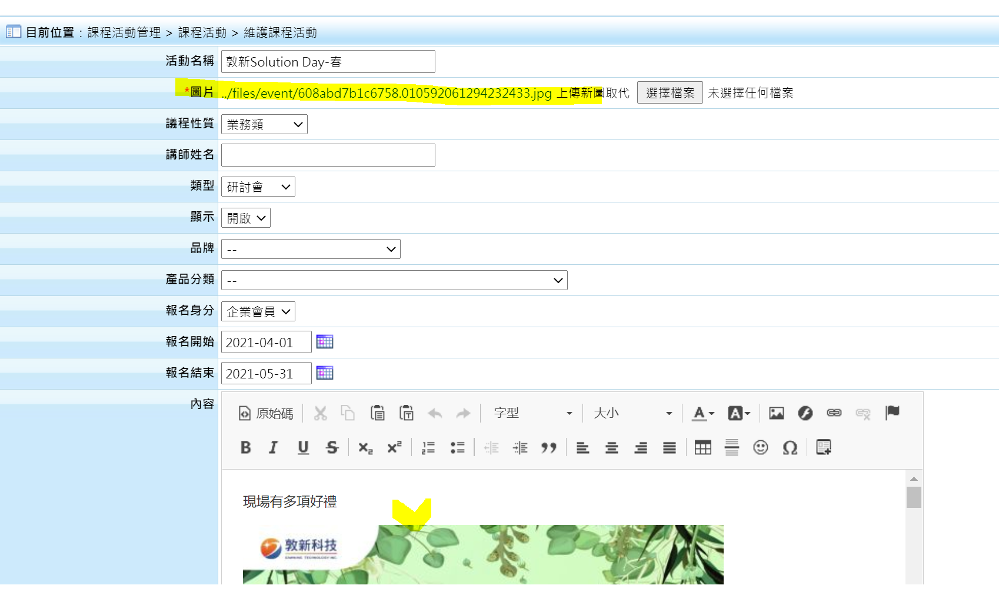 目前位置：課程活動管理 > 課程活動 > 維護課程活動
活動名稱 敦新Solution Day-春
*圖片 ../files/event/608abd7b1c6758.010592061294232433.jpg 上傳新圖取代 選擇檔案 未選擇任何檔案
議程性質 業務類
講師姓名
類型 研討會
顯示 開啟
品牌 --
產品分類 --
報名身分 企業會員
報名開始 2021-04-01
報名結束 2021-05-31
內容 原始碼 字型 大小
現場有多項好禮
敦新科技